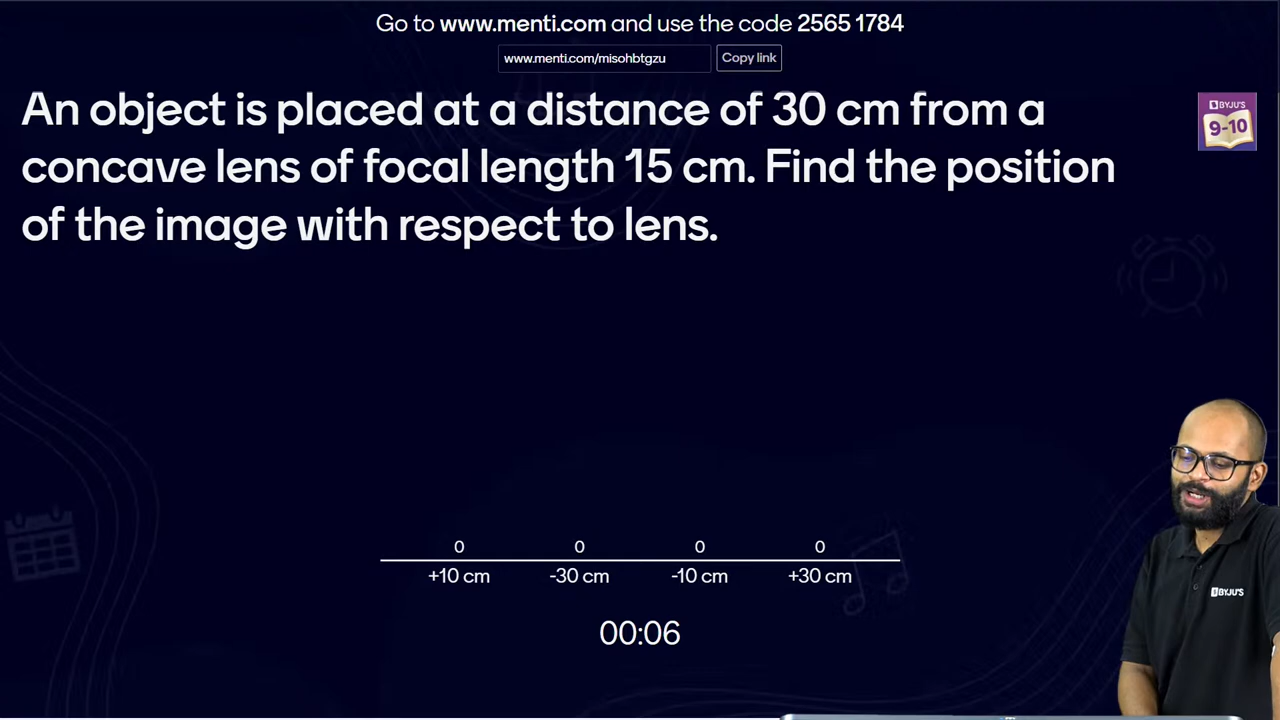 Go to www.menti.com and use the code 2565 1784
www.menti.com/misohbtgzu Copy link
An object is placed at a distance of 30 cm from a
concave lens of focal length 15 cm. Find the position
of the image with respect to lens.
BYJU'S
9-10
0 0 0 0
+10 cm -30 cm -10 cm +30 cm
00:06
BYJU'S